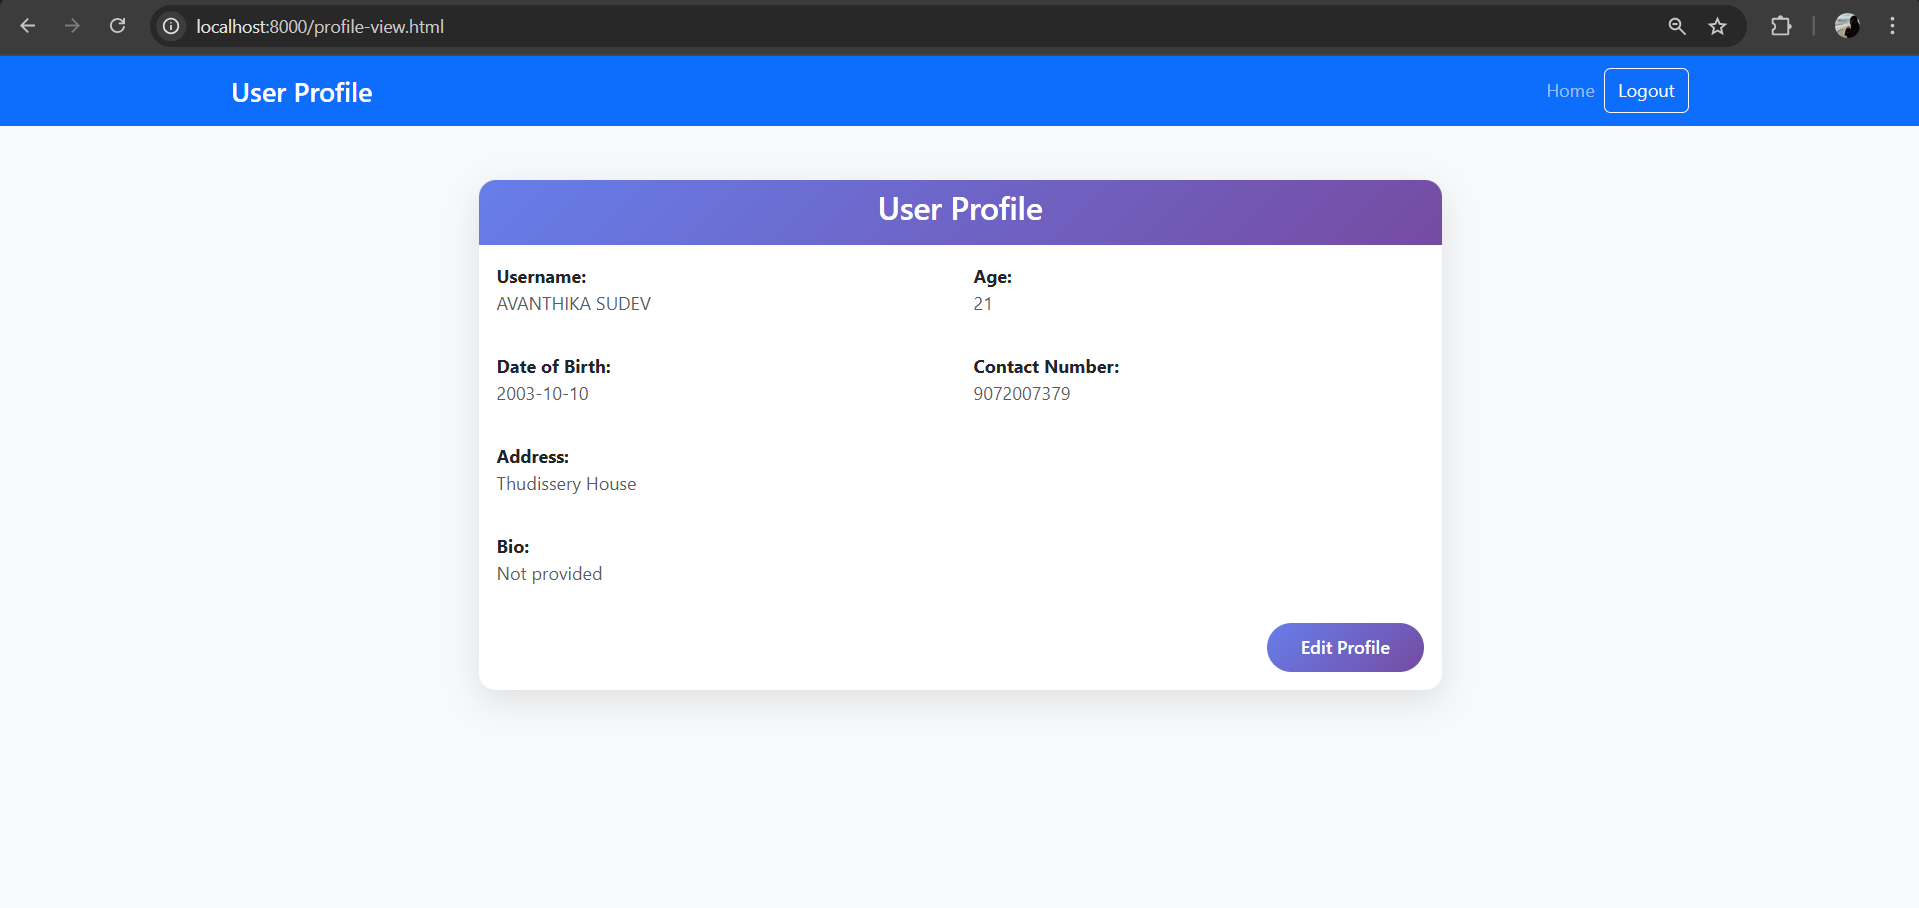 localhost:8000/profile-view.html
User Profile
Home
Logout
User Profile
Username:
AVANTHIKA SUDEV
Age:
21
Date of Birth:
2003-10-10
Contact Number:
9072007379
Address:
Thudissery House
Bio:
Not provided
Edit Profile